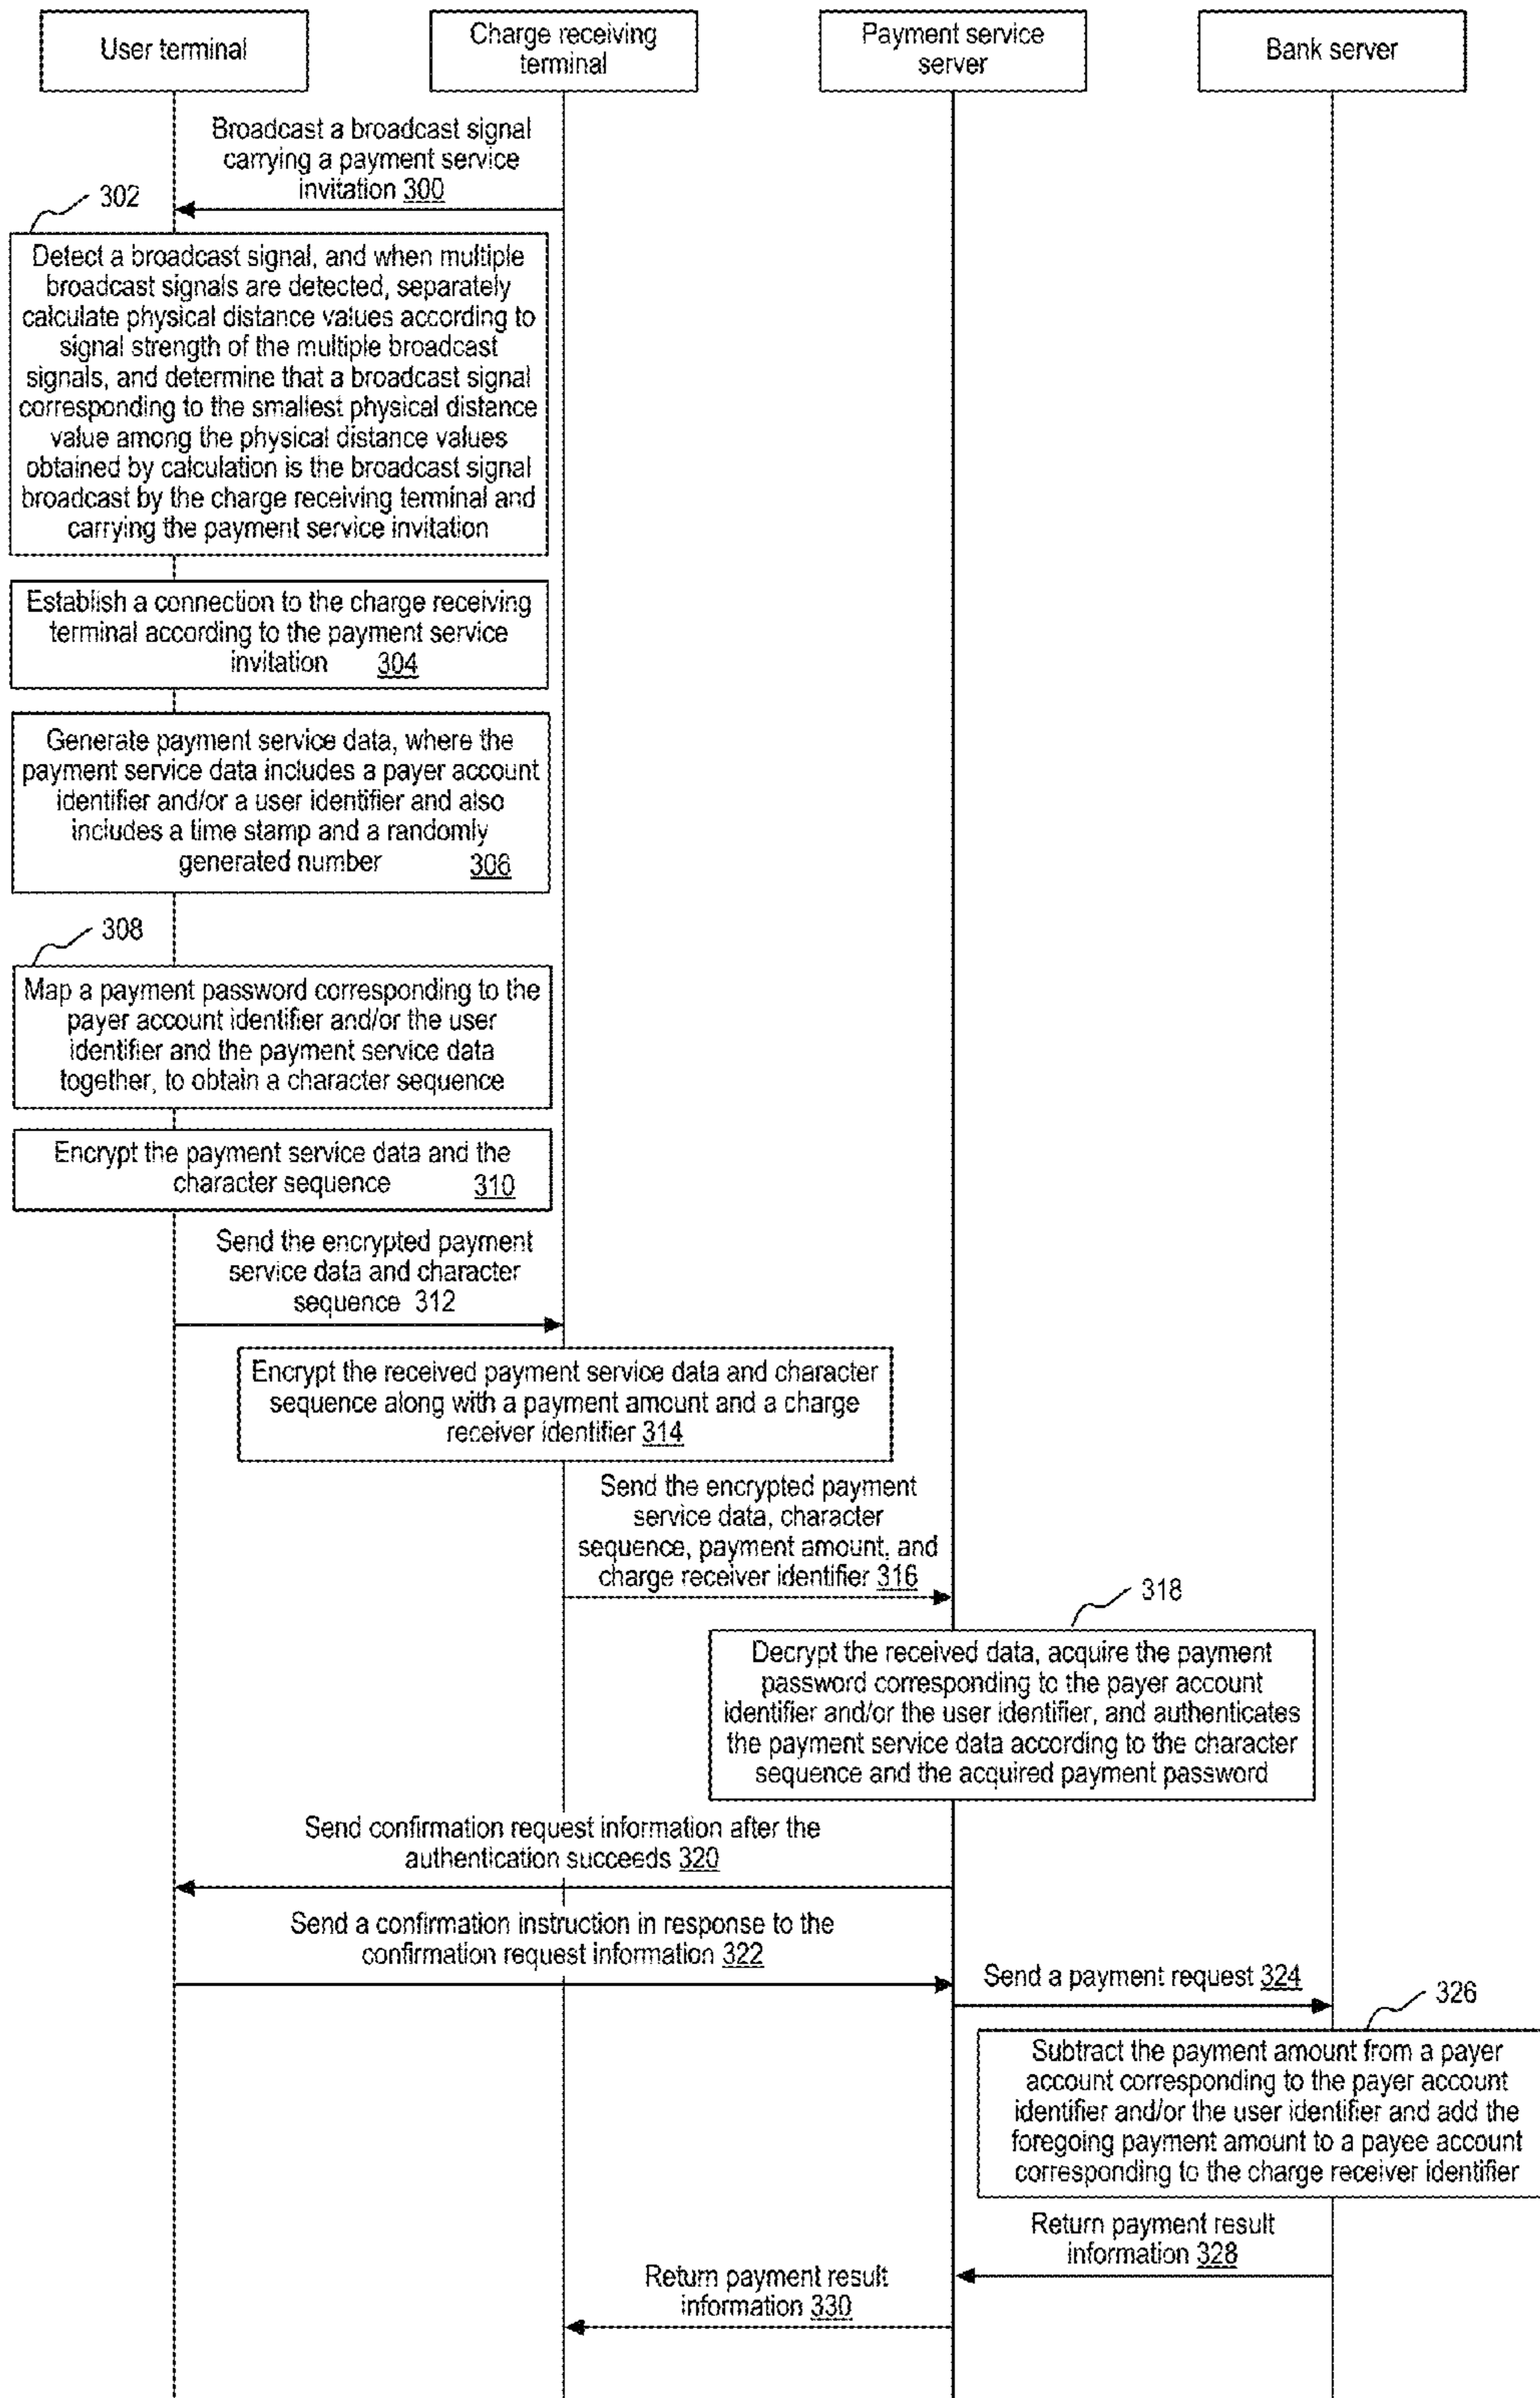 User terminal
Charge receiving
terminal
Payment service
server
Bank server
Broadcast a broadcast signal
carrying a payment service
invitation 300
302
Detect a broadcast signal, and when multiple
broadcast signals are detected, separately
calculate physical distance values according to
signal strength of the multiple broadcast
signals, and determine that a broadcast signal
corresponding to the smallest physical distance
value among the physical distance values
obtained by calculation is the broadcast signal
broadcast by the charge receiving terminal and
carrying the payment service invitation
Establish a connection to the charge receiving
terminal according to the payment service
invitation 304
Generate payment service data, where the
payment service data includes a payer account
identifier and/or a user identifier and also
includes a time stamp and a randomly
generated number 306
308
Map a payment password corresponding to the
payer account identifier and/or the user
identifier and the payment service data
together, to obtain a character sequence
Encrypt the payment service data and the
character sequence 310
Send the encrypted payment
service data and character
sequence 312
Encrypt the received payment service data and character
sequence along with a payment amount and a charge
receiver identifier 314
Send the encrypted payment
service data, character
sequence, payment amount, and
charge receiver identifier 316
318
Decrypt the received data, acquire the payment
password corresponding to the payer account
identifier and/or the user identifier, and authenticates
the payment service data according to the character
sequence and the acquired payment password
Send confirmation request information after the
authentication succeeds 320
Send a confirmation instruction in response to the
confirmation request information 322
Send a payment request 324
326
Subtract the payment amount from a payer
account corresponding to the payer account
identifier and/or the user identifier and add the
foregoing payment amount to a payee account
corresponding to the charge receiver identifier
Return payment result
information 328
Return payment result
information 330